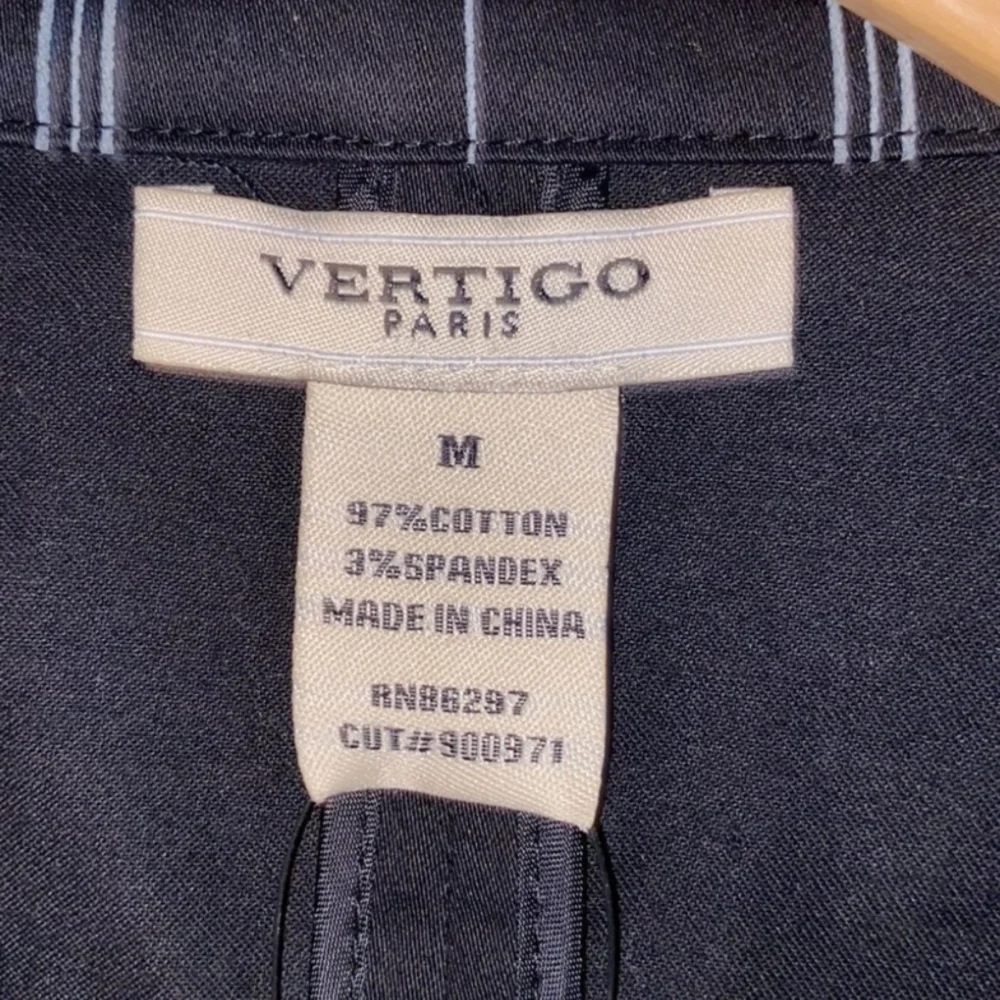 VERTIGO
PARIS
M
97%COTTON
3%SPANDEX
MADE IN CHINA
RN86297
CUT#900971